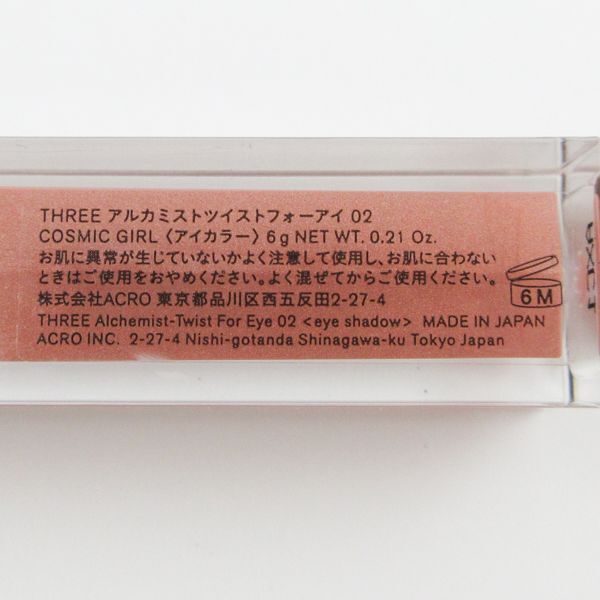 THREE アルカミストツイストフォーアイ 02
COSMIC GIRL〈アイカラー〉6g NET WT. 0.21 Oz.
お肌に異常が生じていないかよく注意して使用し、お肌に合わない
ときはご使用をおやめください。よく混ぜてからご使用ください。
株式会社ACRO 東京都品川区西五反田2-27-4
THREE Alchemist-Twist For Eye 02 <eye shadow> MADE IN JAPAN
ACRO INC. 2-27-4 Nishi-gotanda Shinagawa-ku Tokyo Japan
6M